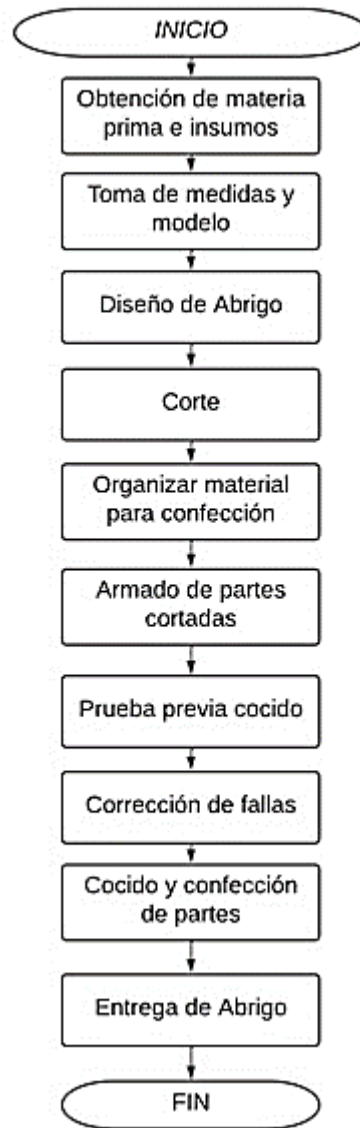 INICIO
Obtención de materia
prima e insumos
Toma de medidas y
modelo
Diseño de Abrigo
Corte
Organizar material
para confección
Armado de partes
cortadas
Prueba previa cocido
Corrección de fallas
Cocido y confección
de partes
Entrega de Abrigo
FIN